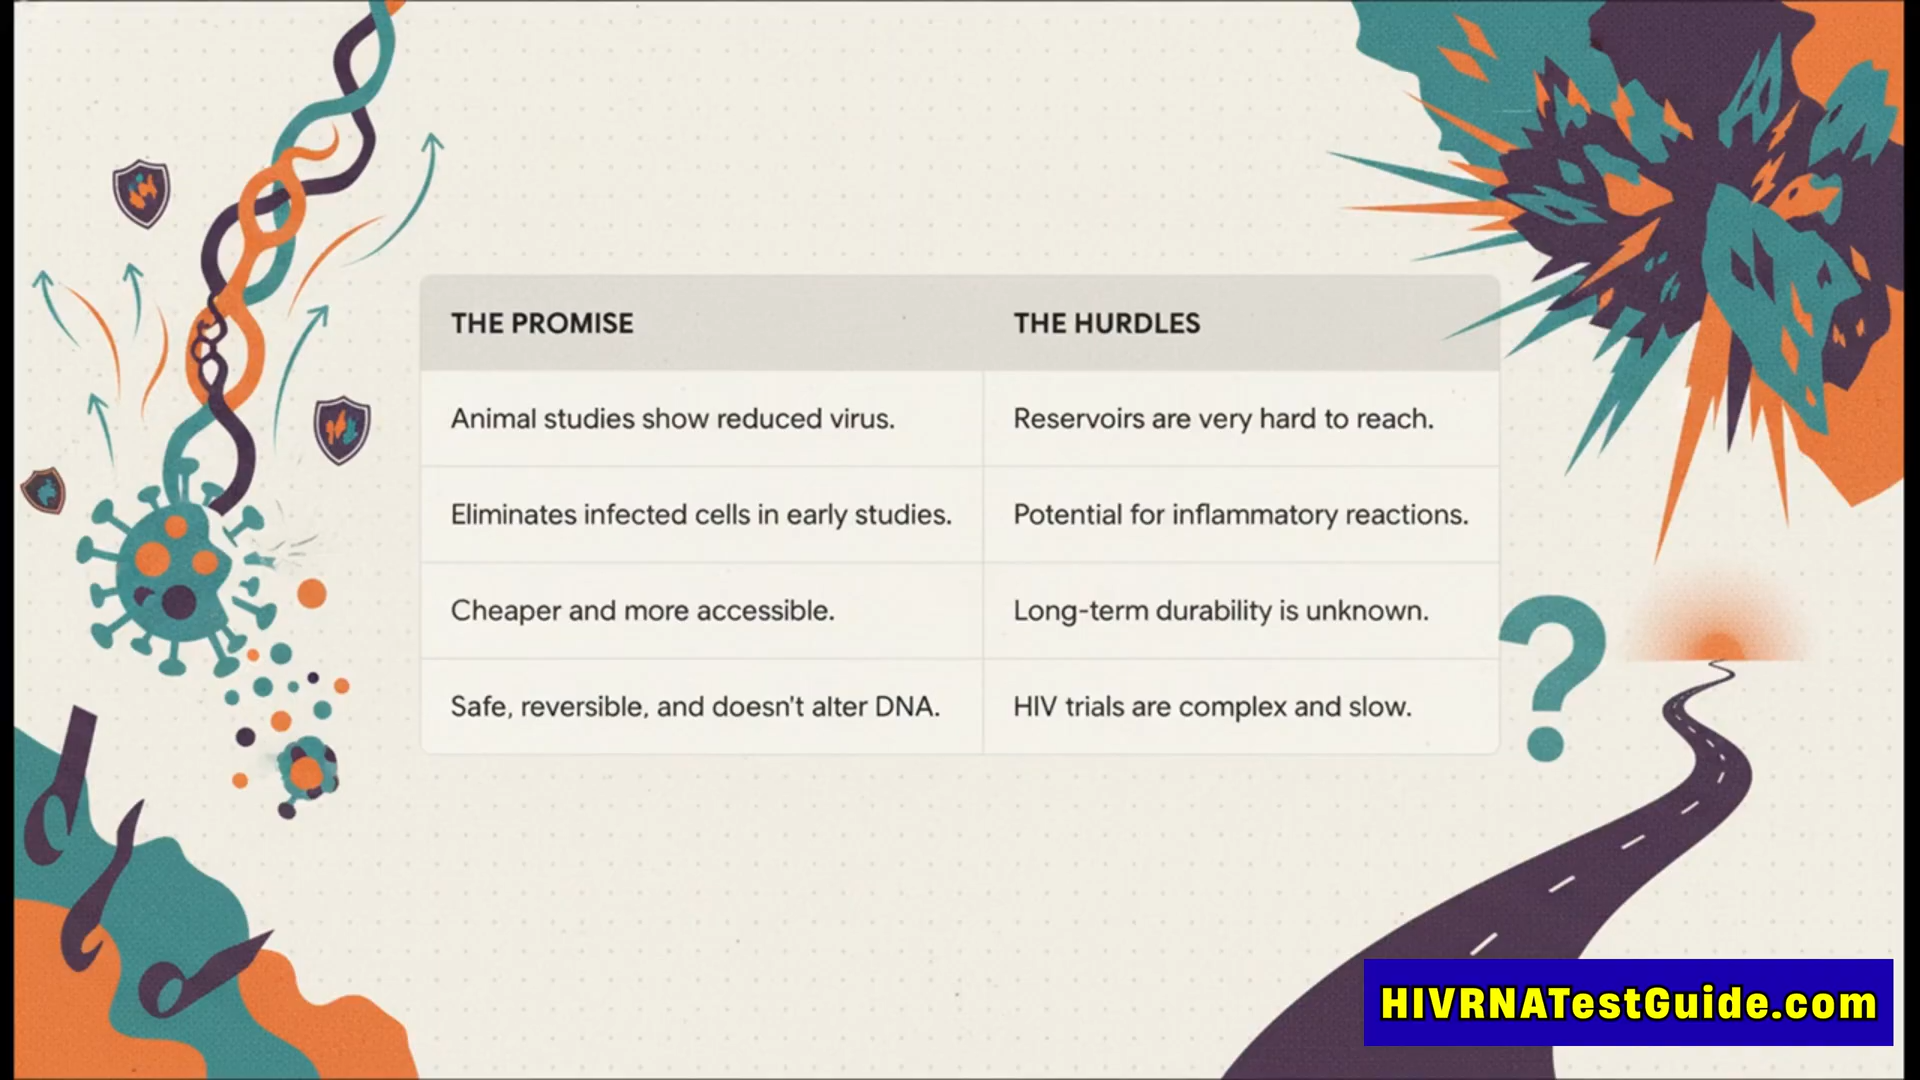 THE PROMISE
THE HURDLES
Animal studies show reduced virus.
Reservoirs are very hard to reach.
Eliminates infected cells in early studies.
Potential for inflammatory reactions.
Cheaper and more accessible.
Long-term durability is unknown.
Safe, reversible, and doesn't alter DNA.
HIV trials are complex and slow.
?
HIVRNATestGuide.com